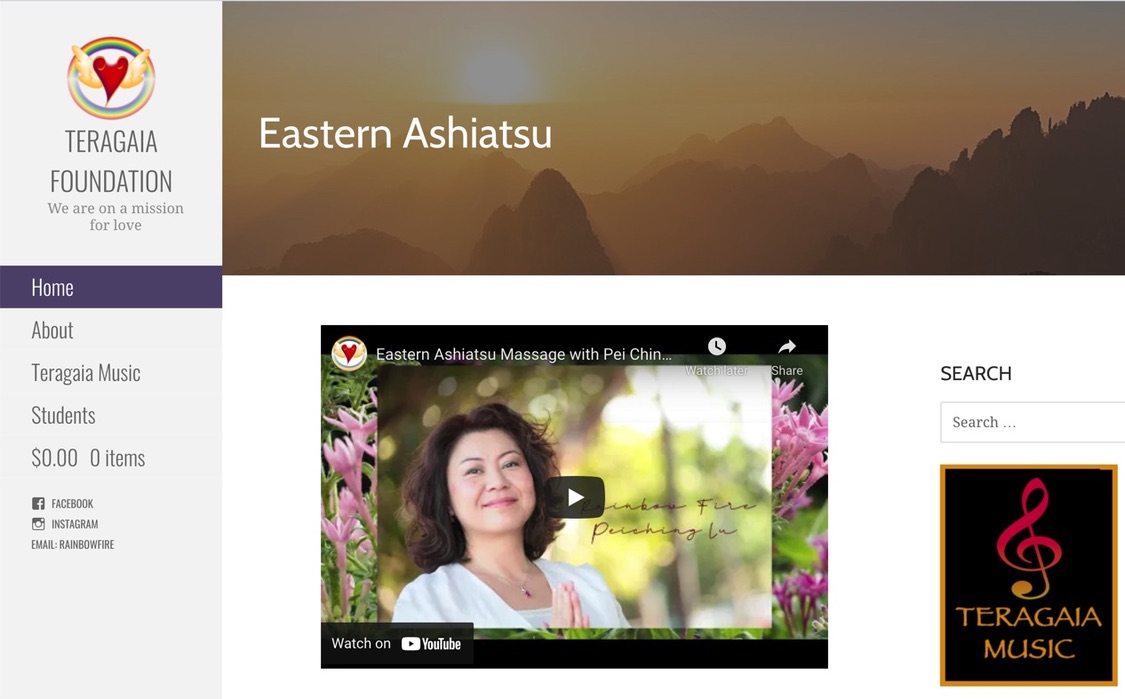 TERAGAIA
FOUNDATION
We are on a mission
for love
Home
About
Teragaia Music
Students
$0.00 0 items
FACEBOOK
INSTAGRAM
EMAIL: RAINBOWFIRE
Eastern Ashiatsu
Eastern Ashiatsu Massage with Pei Chin...
Watch later
Share
Rainbow Fire
Peiching Lu
Watch on YouTube
SEARCH
Search ...
TERAGAIA
MUSIC